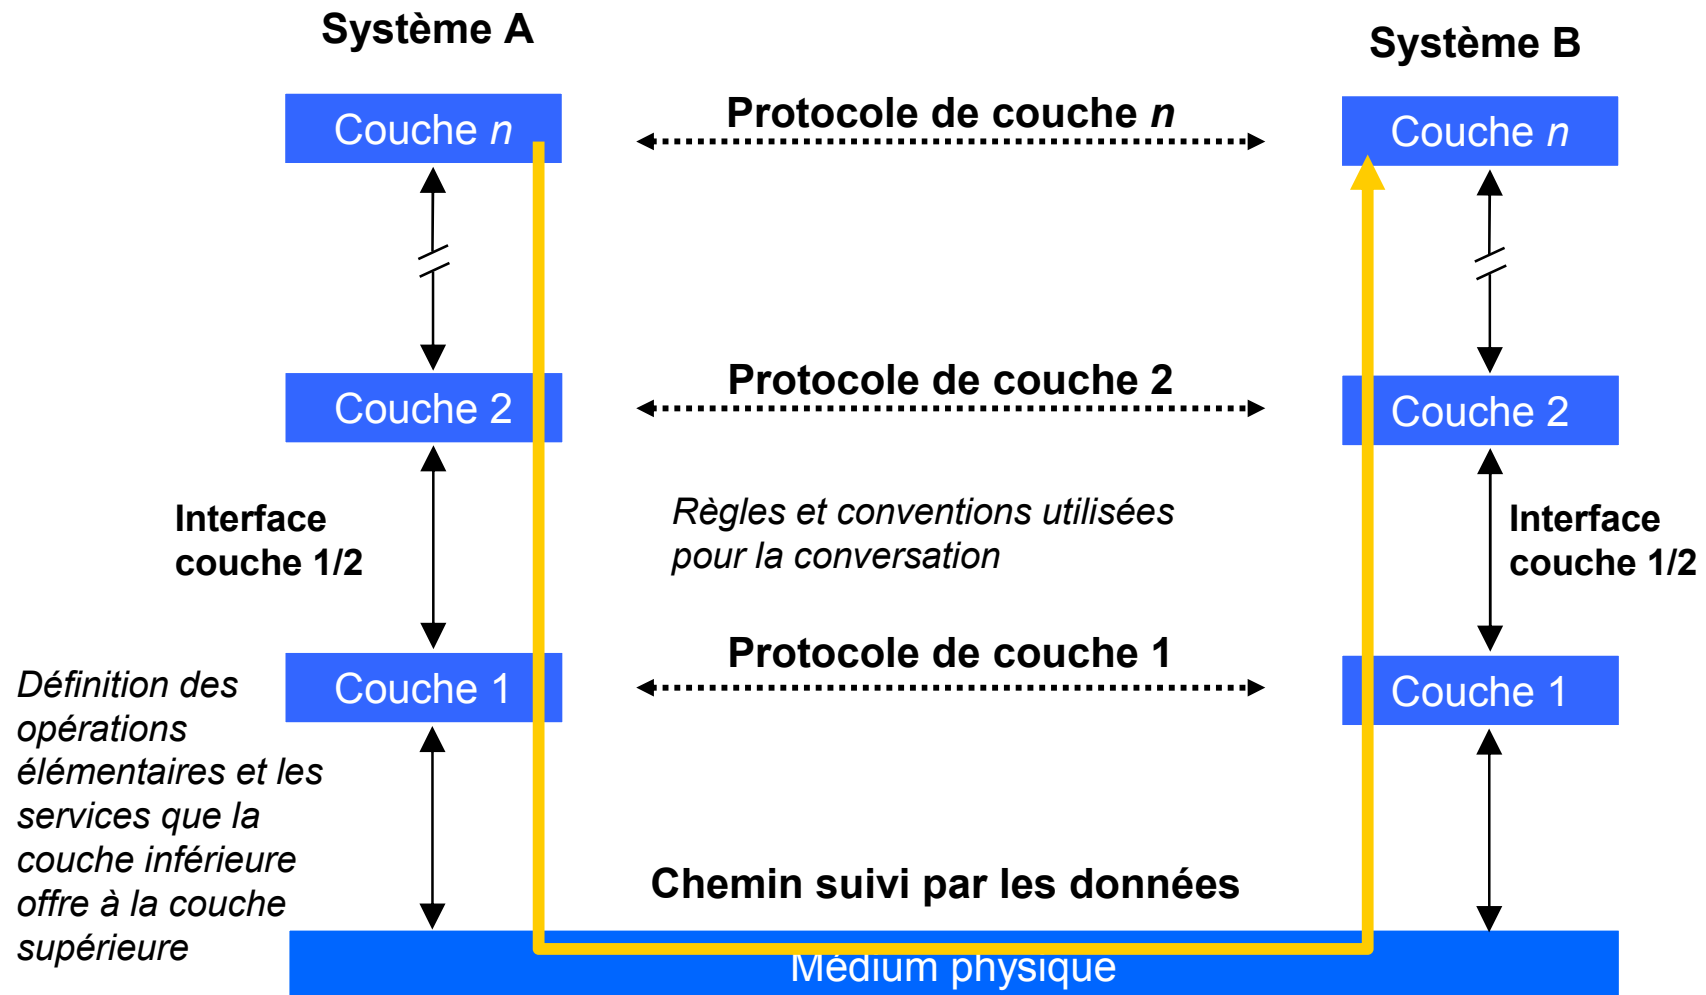 Système A
Système B
Couche n
Protocole de couche n
Couche n
Couche 2
Protocole de couche 2
Couche 2
Interface
couche 1/2
Règles et conventions utilisées
pour la conversation
Interface
couche 1/2
Couche 1
Protocole de couche 1
Couche 1
Définition des
opérations
élémentaires et les
services que la
couche inférieure
offre à la couche
supérieure
Chemin suivi par les données
Médium physique